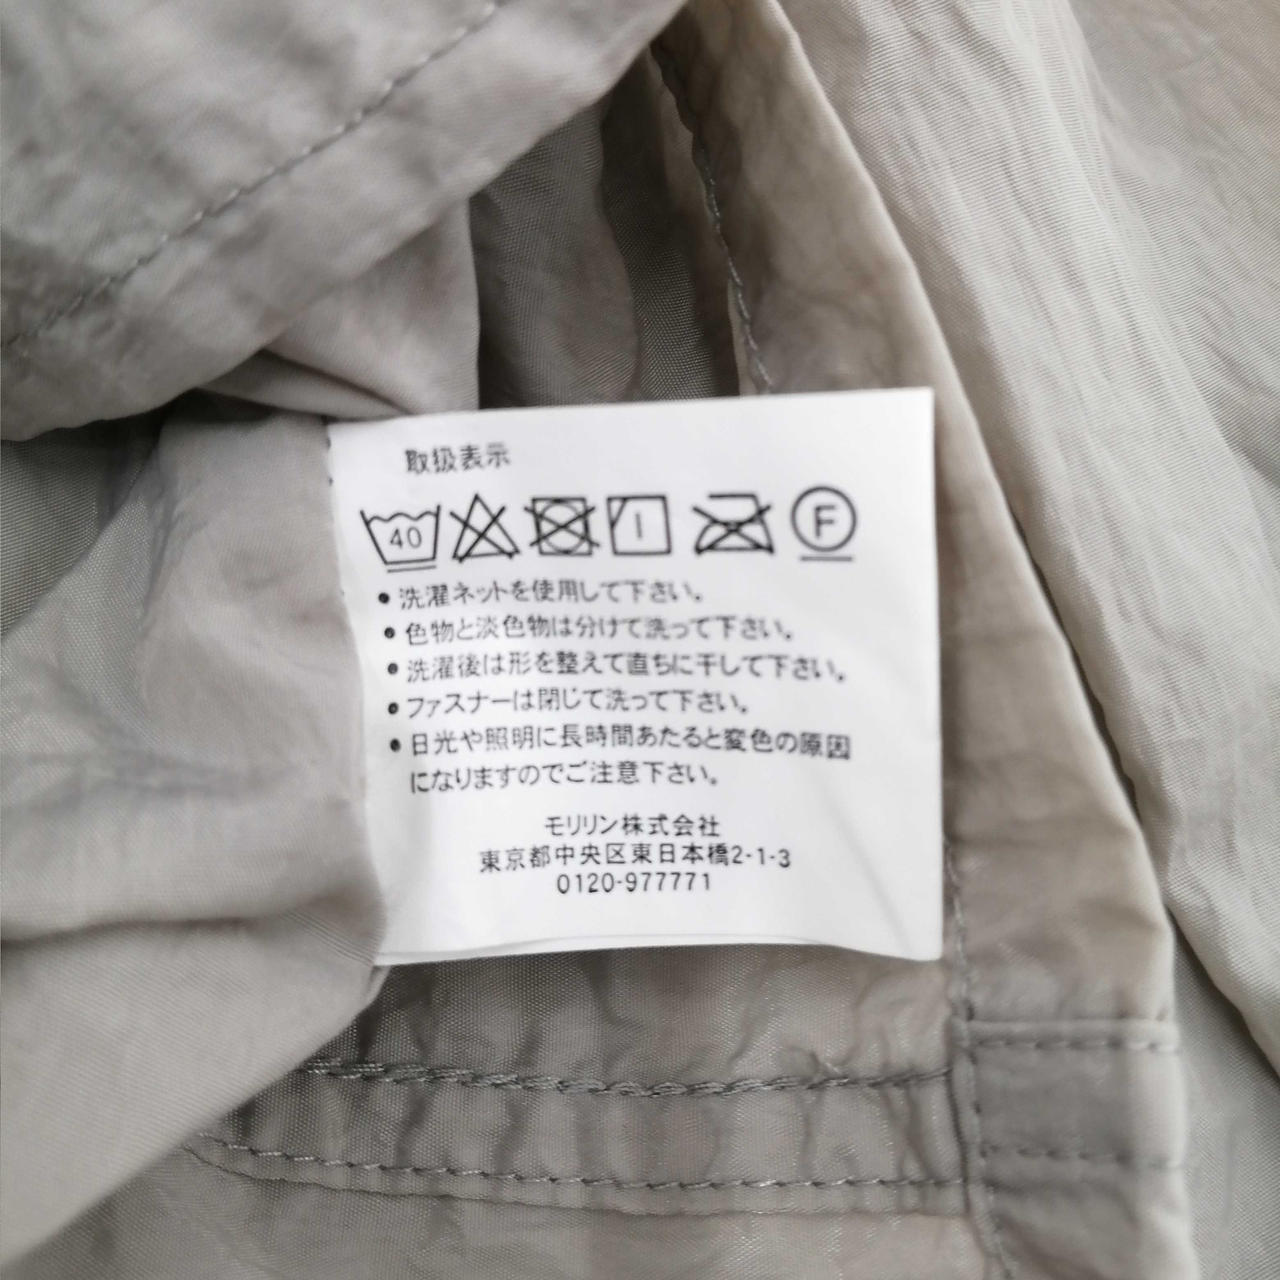 取扱表示
40 F
●洗濯ネットを使用して下さい。
●色物と淡色物は分けて洗って下さい。
●洗濯後は形を整えて直ちに干して下さい。
●ファスナーは閉じて洗って下さい。
●日光や照明に長時間あたると変色の原因
になりますのでご注意下さい。
モリリン株式会社
東京都中央区東日本橋2-1-3
0120-977771